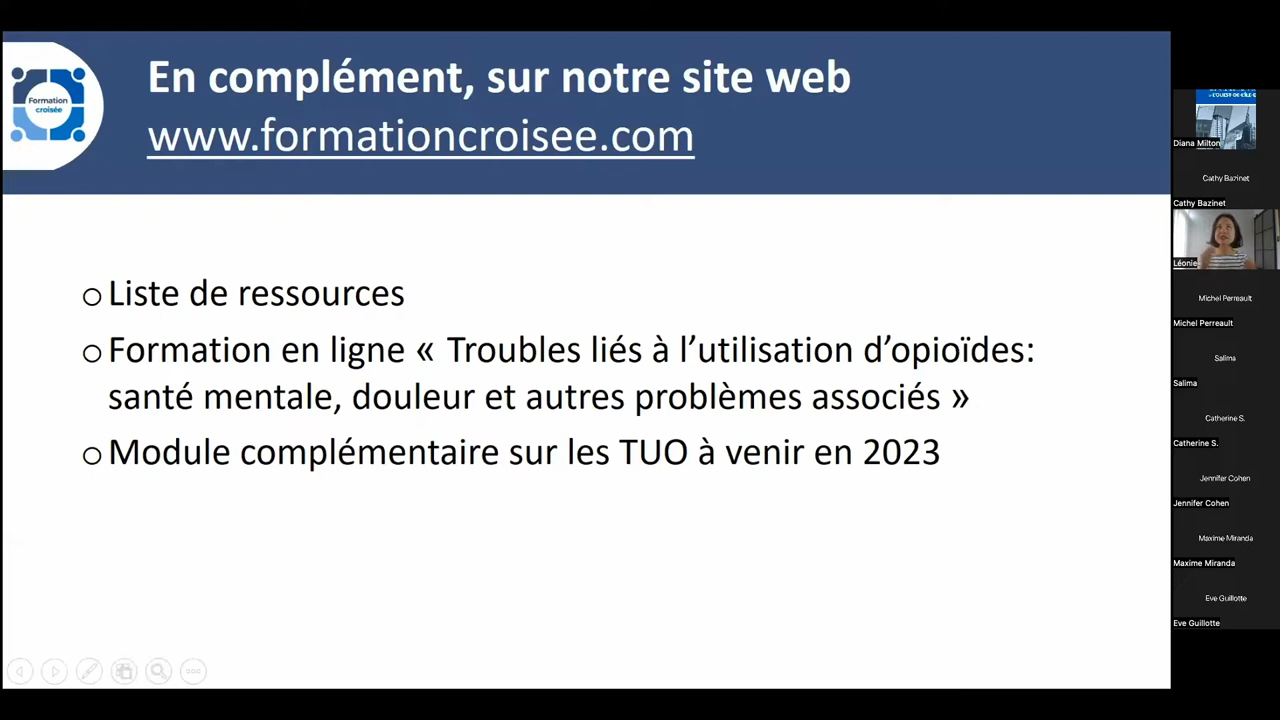 Formation
croisée
En complément, sur notre site web
www.formationcroisee.com
○ Liste de ressources
○ Formation en ligne « Troubles liés à l’utilisation d’opioïdes:
santé mentale, douleur et autres problèmes associés »
○ Module complémentaire sur les TUO à venir en 2023
Diana Milton
Cathy Bazinet
Cathy Bazinet
Léonie
Michel Perreault
Michel Perreault
Salima
Salima
Catherine S.
Catherine S.
Jennifer Cohen
Jennifer Cohen
Maxime Miranda
Maxime Miranda
Eve Guillotte
Eve Guillotte